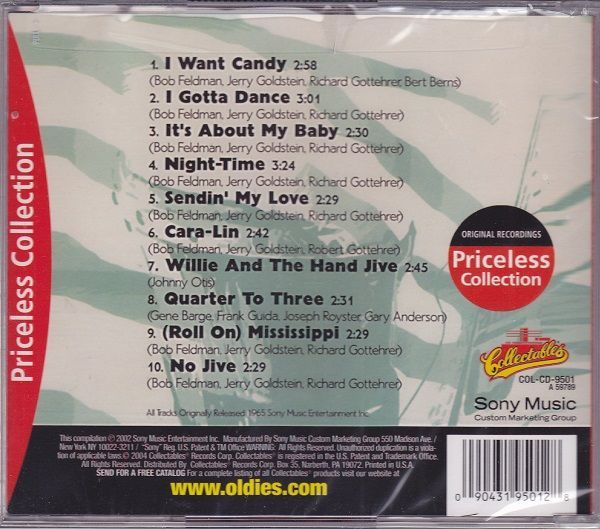 Priceless Collection
1. I Want Candy 2:58
(Bob Feldman, Jerry Goldstein, Richard Gottehrer, Bert Berns)
2. I Gotta Dance 3:01
(Bob Feldman, Jerry Goldstein, Richard Gottehrer)
3. It's About My Baby 2:30
(Bob Feldman, Jerry Goldstein, Richard Gottehrer)
4. Night-Time 3:24
(Bob Feldman, Jerry Goldstein, Richard Gottehrer)
5. Sendin' My Love 2:29
(Bob Feldman, Jerry Goldstein, Richard Gottehrer)
6. Cara-Lin 2:42
(Bob Feldman, Jerry Goldstein, Robert Gottehrer)
7. Willie And The Hand Jive 2:45
(Johnny Otis)
8. Quarter To Three 2:31
(Gene Barge, Frank Guida, Joseph Royster, Gary Anderson)
9. (Roll On) Mississippi 2:29
(Bob Feldman, Jerry Goldstein, Richard Gottehrer)
10. No Jive 2:29
(Bob Feldman, Jerry Goldstein, Richard Gottehrer)
All Tracks Originally Released 1965 Sony Music Entertainment Inc.
ORIGINAL RECORDINGS
Priceless
Collection
Collectables
COL-CD-9501
A 59789
Sony Music
Custom Marketing Group
This compilation ℗ 2002 Sony Music Entertainment Inc. Manufactured By Sony Music Custom Marketing Group 550 Madison Ave. /
New York NY 10022-3211 / "Sony" Reg. U.S. Patent & TM Office WARNING: All Rights Reserved. Unauthorized duplication is a viola-
tion of applicable laws. © 2004 Collectables® Records Corp. Collectables® is registered in the U.S. Patent and Trademark Office.
All Rights Reserved. Distributed By Collectables® Records Corp. Box 35, Narberth, PA 19072. Printed in U.S.A.
SEND FOR A FREE CATALOG For a complete listing of all Collectables® products visit our website at
www.oldies.com
0 90431 95012 8